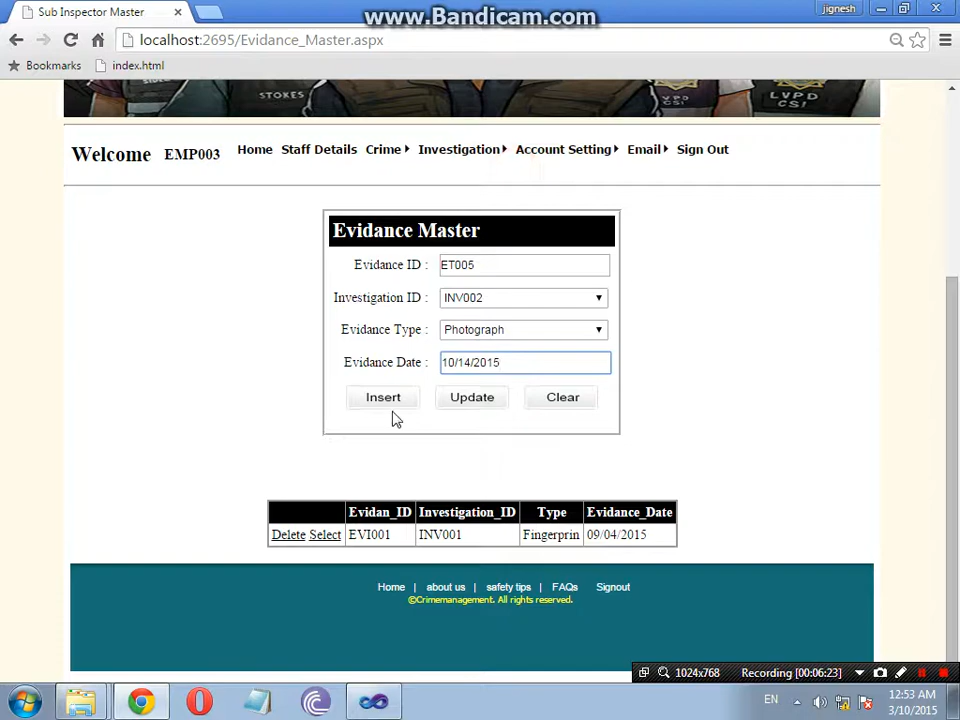 Sub Inspector Master
www.Bandicam.com
jignesh
localhost:2695/Evidance_Master.aspx
Bookmarks index.html
STOKES
LVPD
CSI
LVPD
CSI
Welcome EMP003 Home Staff Details Crime Investigation Account Setting Email Sign Out
Evidance Master
Evidance ID : ET005
Investigation ID : INV002
Evidance Type : Photograph
Evidance Date : 10/14/2015
Insert Update Clear
Evidan_ID Investigation_ID Type Evidance_Date
Delete Select EVI001 INV001 Fingerprin 09/04/2015
Home | about us | safety tips | FAQs Signout
©Crimemanagement. All rights reserved.
1024x768 Recording [00:06:23]
EN
12:53 AM
3/10/2015